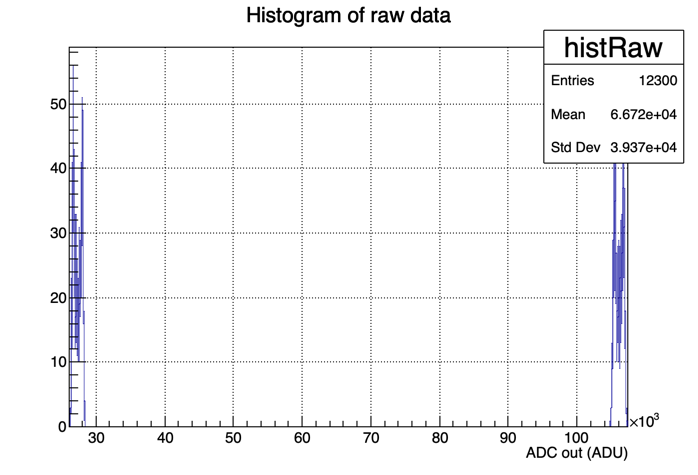 Histogram of raw data
histRaw
Entries 12300
Mean 6.672e+04
Std Dev 3.937e+04
50
40
30
20
10
0
30 40 50 60 70 80 90 100
×10³
ADC out (ADU)